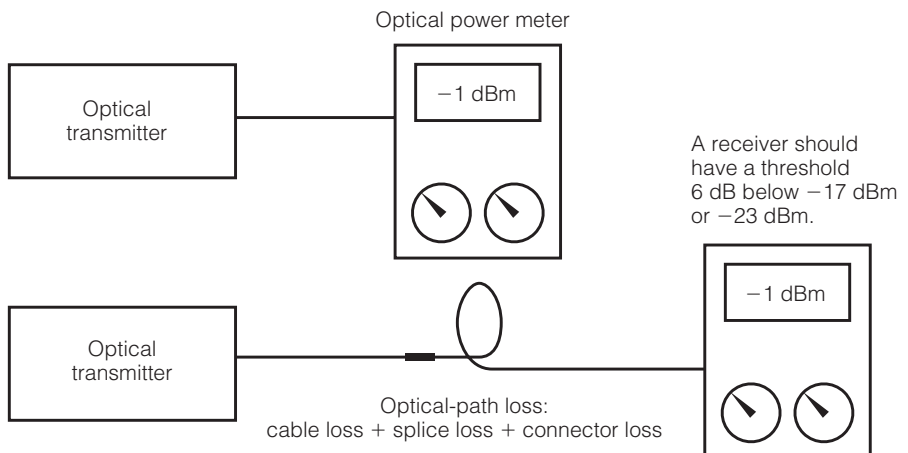 Optical power meter
Optical
transmitter
−1 dBm
A receiver should
have a threshold
6 dB below −17 dBm
or −23 dBm.
Optical
transmitter
−1 dBm
Optical-path loss:
cable loss + splice loss + connector loss